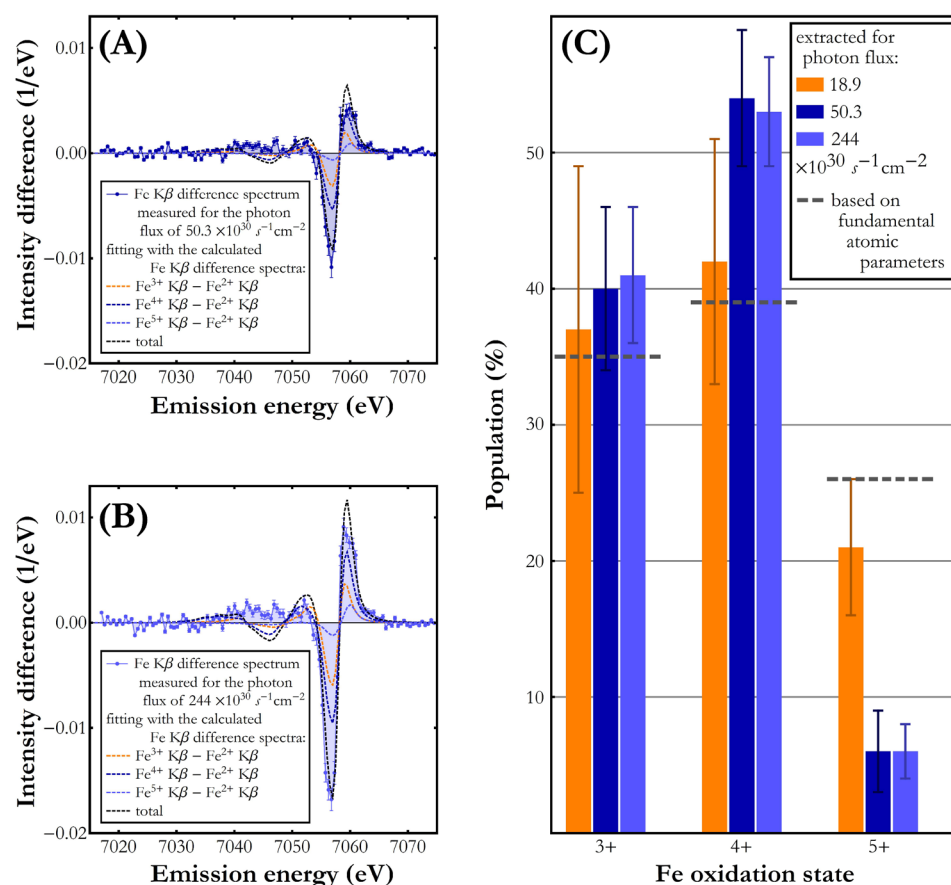 (A)
0.01
0.00
−0.01
−0.02
Intensity difference (1/eV)
Fe Kβ difference spectrum
measured for the photon
flux of 50.3 ×10³⁰ s⁻¹cm⁻²
fitting with the calculated
Fe Kβ difference spectra:
Fe³⁺ Kβ − Fe²⁺ Kβ
Fe⁴⁺ Kβ − Fe²⁺ Kβ
Fe⁵⁺ Kβ − Fe²⁺ Kβ
total
7020 7030 7040 7050 7060 7070
Emission energy (eV)
(B)
0.01
0.00
−0.01
−0.02
Intensity difference (1/eV)
Fe Kβ difference spectrum
measured for the photon
flux of 244 ×10³⁰ s⁻¹cm⁻²
fitting with the calculated
Fe Kβ difference spectra:
Fe³⁺ Kβ − Fe²⁺ Kβ
Fe⁴⁺ Kβ − Fe²⁺ Kβ
Fe⁵⁺ Kβ − Fe²⁺ Kβ
total
7020 7030 7040 7050 7060 7070
Emission energy (eV)
(C)
extracted for
photon flux:
18.9
50.3
244
×10³⁰ s⁻¹cm⁻²
based on
fundamental
atomic
parameters
50
40
30
20
10
Population (%)
3+ 4+ 5+
Fe oxidation state